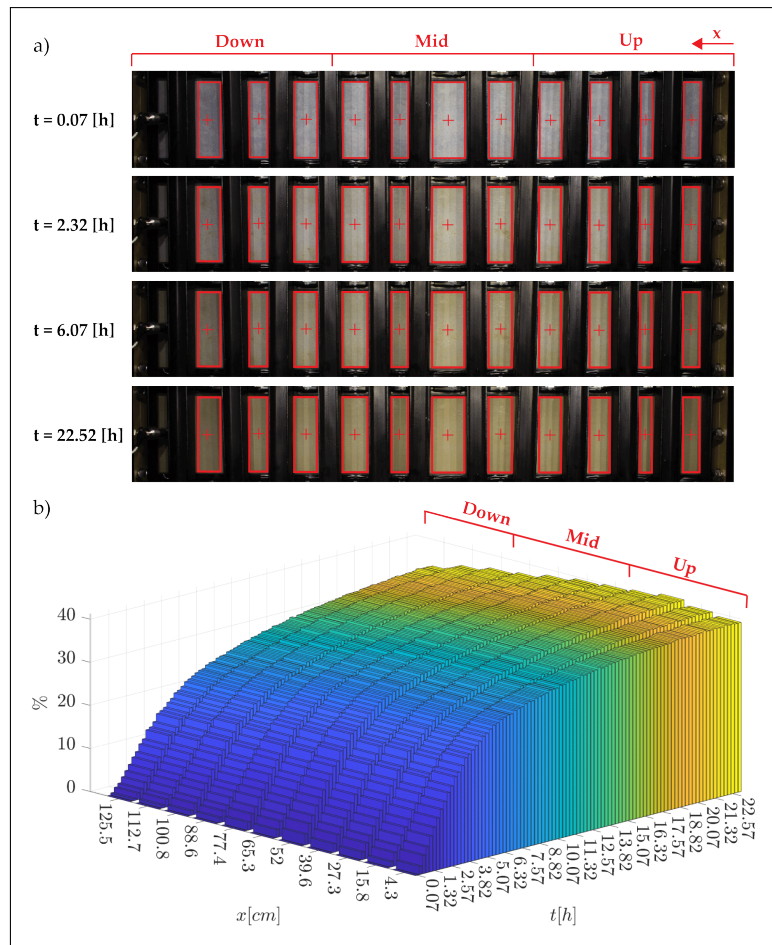 a)
Down Mid Up x
t = 0.07 [h]
t = 2.32 [h]
t = 6.07 [h]
t = 22.52 [h]
b)
Down Mid Up
40
30
20
10
0
%
125.5 112.7 100.8 88.6 77.4 65.3 52 39.6 27.3 15.8 4.3
x[cm]
0.07 1.32 2.57 3.82 5.07 6.32 7.57 8.82 10.07 11.32 12.57 13.82 15.07 16.32 17.57 18.82 20.07 21.32 22.57
t[h]